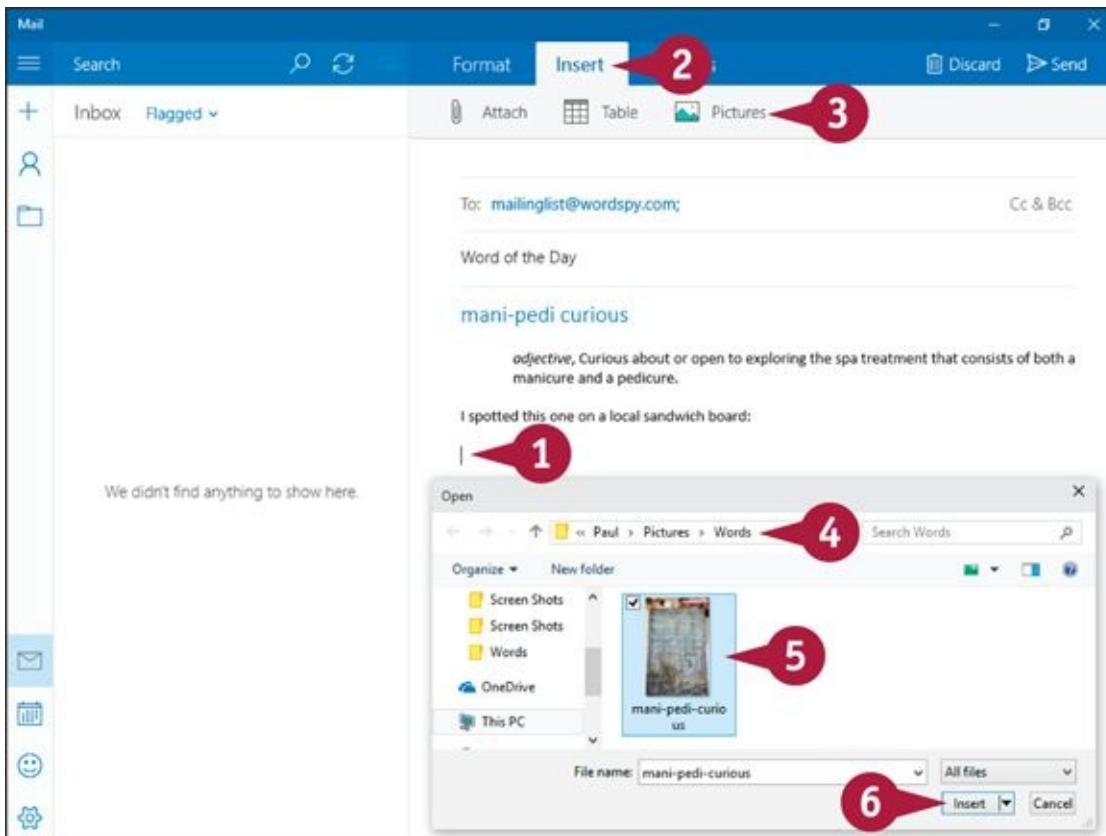 Mail
Search
Format Insert 2 s
Discard Send
Inbox Flagged
Attach Table Pictures 3
To: mailinglist@wordspy.com; Cc & Bcc
Word of the Day
mani-pedi curious
adjective, Curious about or open to exploring the spa treatment that consists of both a
manicure and a pedicure.
I spotted this one on a local sandwich board:
1
We didn't find anything to show here.
Open
« Paul > Pictures > Words 4 Search Words
Organize New folder
Screen Shots
Screen Shots
Words
OneDrive
This PC
5
mani-pedi-curio
us
File name: mani-pedi-curious All files
6 Insert Cancel